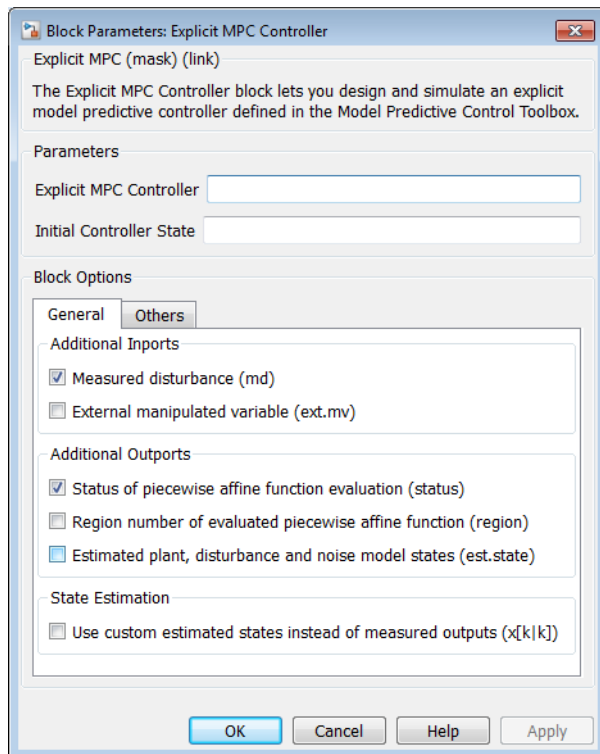 Block Parameters: Explicit MPC Controller
Explicit MPC (mask) (link)
The Explicit MPC Controller block lets you design and simulate an explicit
model predictive controller defined in the Model Predictive Control Toolbox.
Parameters
Explicit MPC Controller
Initial Controller State
Block Options
General Others
Additional Inports
Measured disturbance (md)
External manipulated variable (ext.mv)
Additional Outports
Status of piecewise affine function evaluation (status)
Region number of evaluated piecewise affine function (region)
Estimated plant, disturbance and noise model states (est.state)
State Estimation
Use custom estimated states instead of measured outputs (x[k|k])
OK Cancel Help Apply